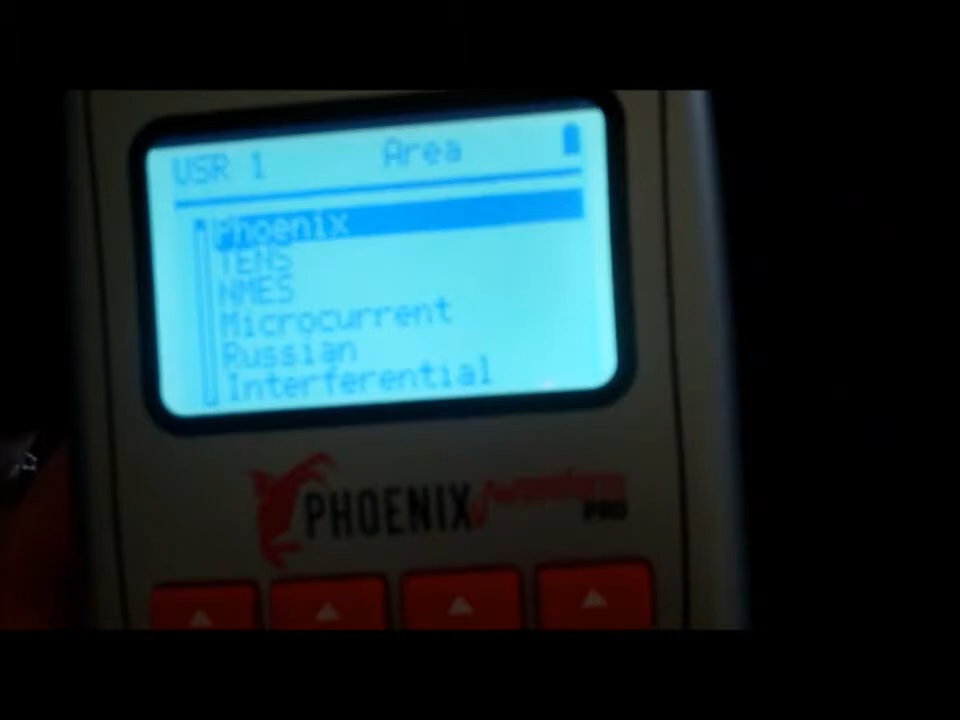 USR 1 Area
Phoenix
TENS
NMES
Microcurrent
Russian
Interferential
PHOENIX
PRO